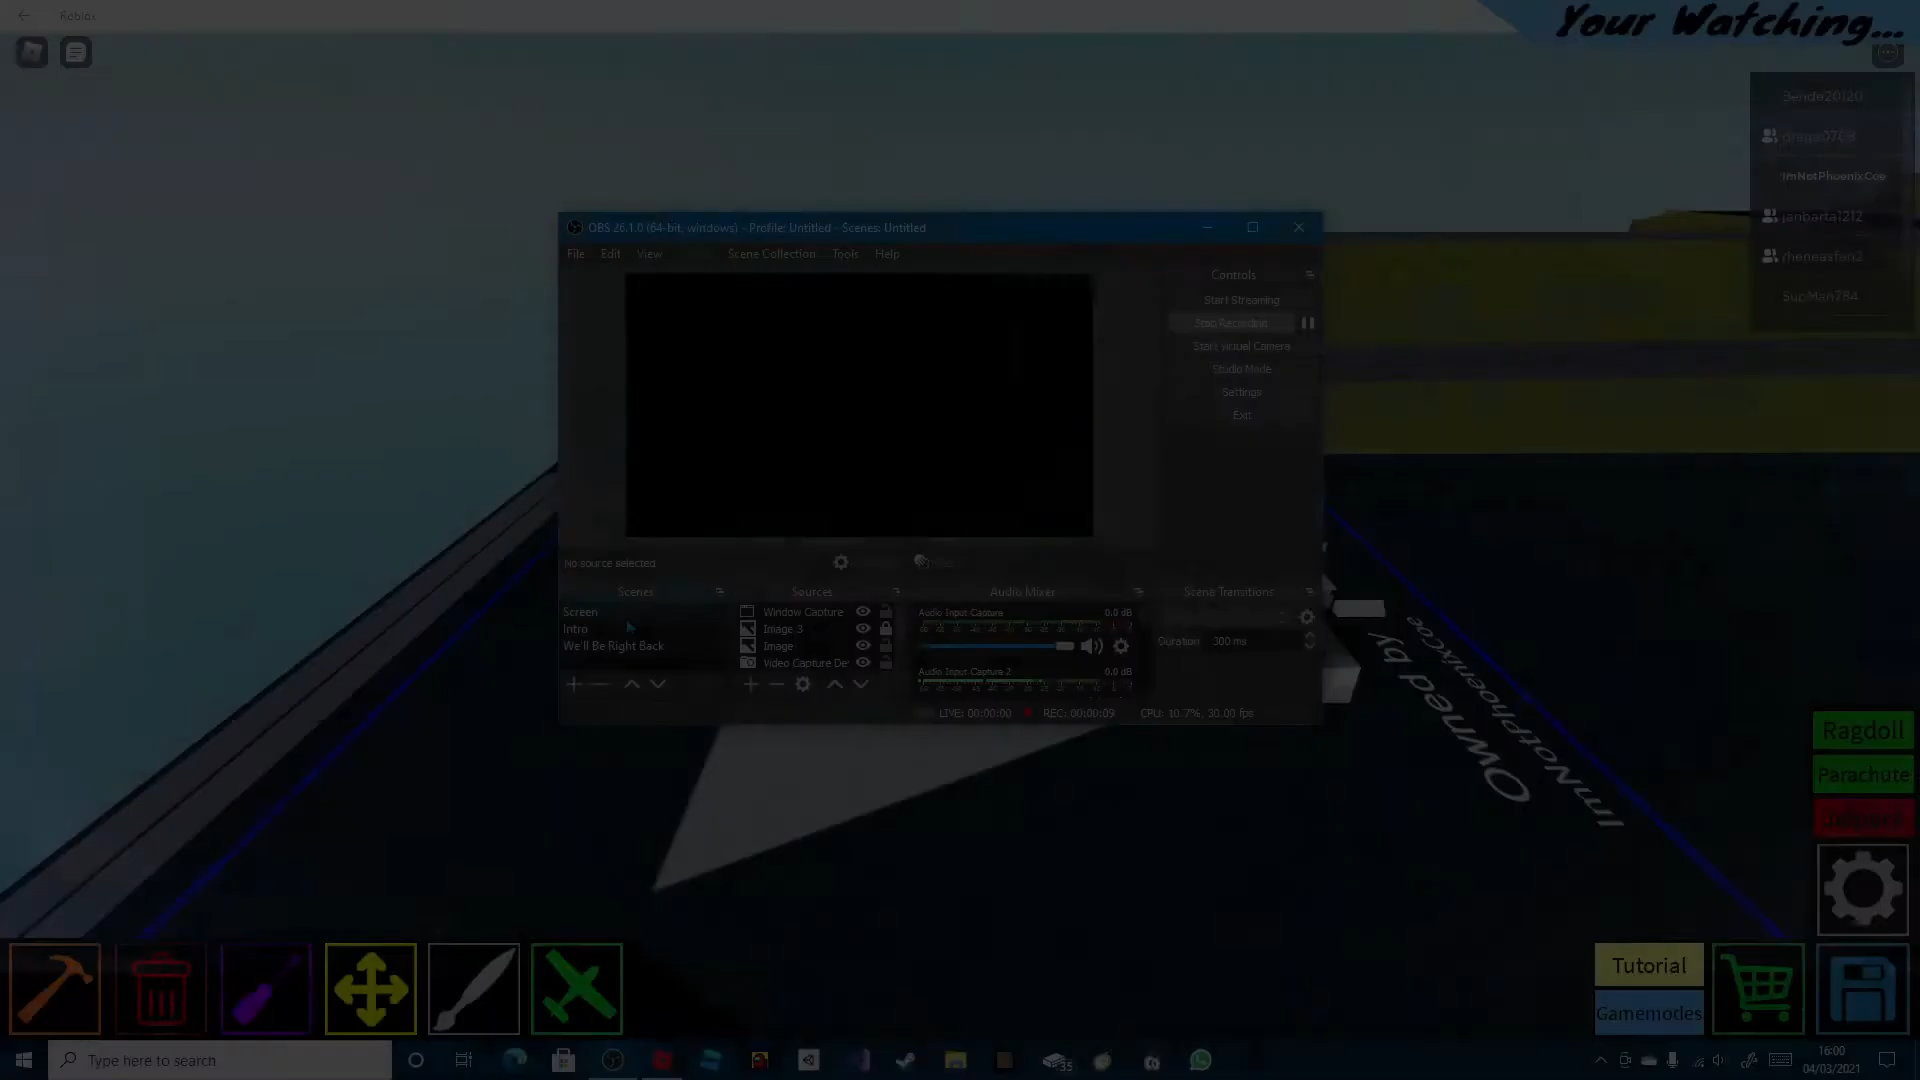 Roblox
Your Watching...
Bende20120
ImNotPhoenixCoe
janbarta1212
rheneasfan2
SupMan784
OBS 26.1.0 (64-bit, windows) - Profile: Untitled - Scenes: Untitled
File Edit View Scene Collection Tools Help
Controls
Start Streaming
Stop Recording
Start Virtual Camera
Studio Mode
Settings
Exit
No source selected
Scenes
Sources
Audio Mixer
Scene Transitions
Screen
Intro
We'll Be Right Back
Window Capture
Image 3
Image
Video Capture De
Audio Input Capture 0.0 dB
Audio Input Capture 2 0.0 dB
Duration 300 ms
LIVE: 00:00:00 REC: 00:00:09 CPU: 10.7%, 30.00 fps
Owned by
ImNotPhoenixCoe
Ragdoll
Parachute
Tutorial
Gamemodes
Type here to search
35
16:00
04/03/2021